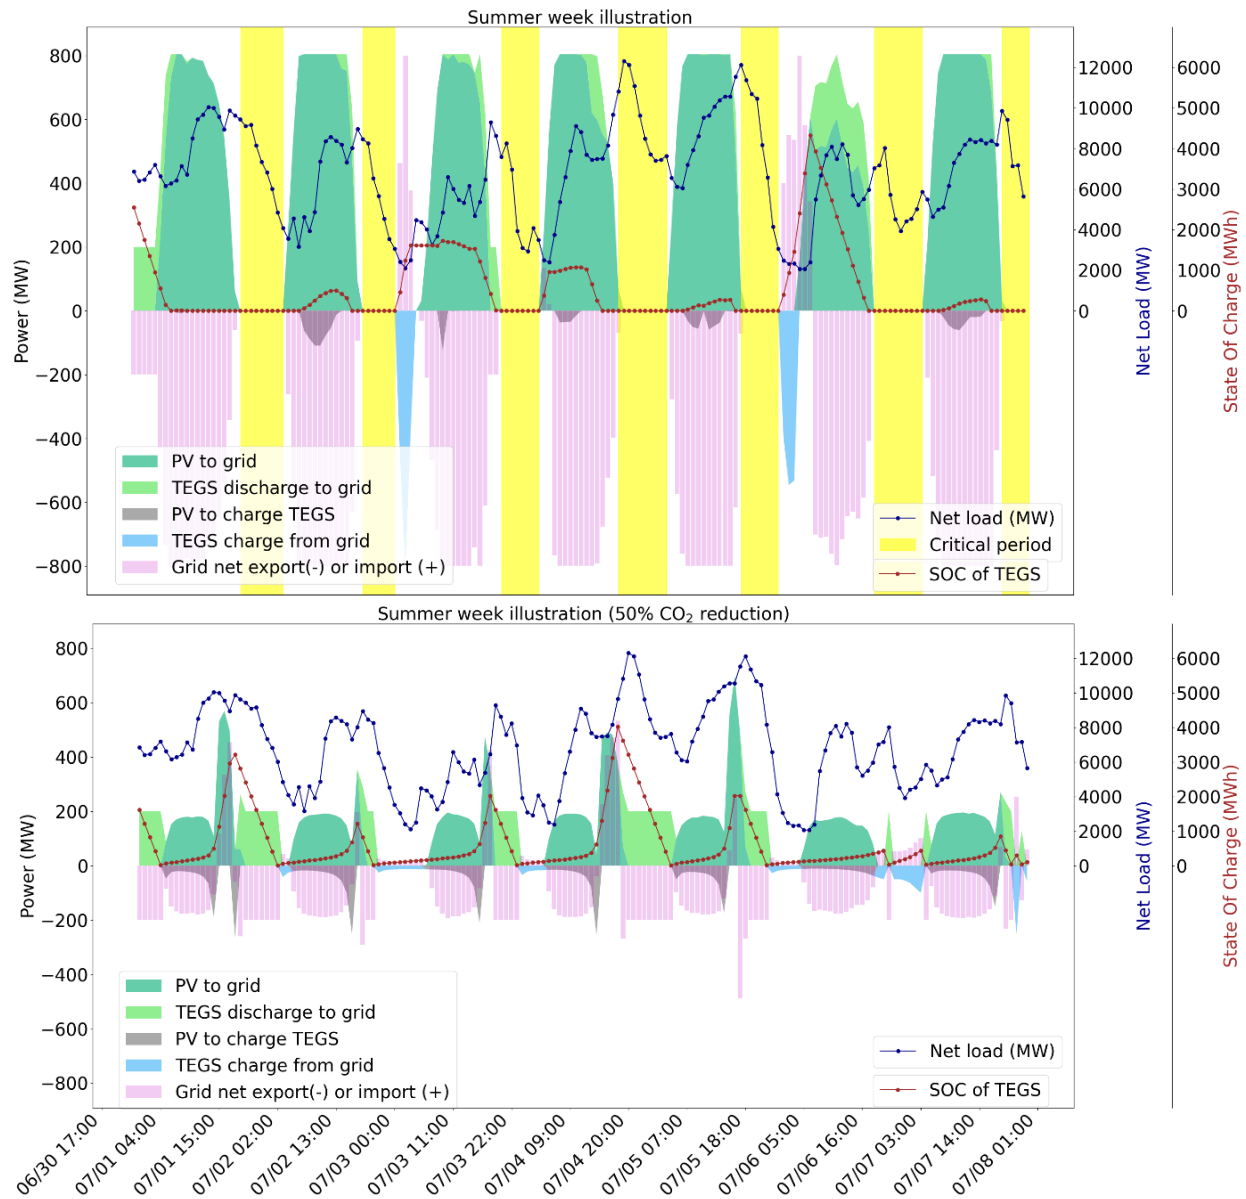 Summer week illustration
800
600
400
200
0
−200
−400
−600
−800
Power (MW)
12000
10000
8000
6000
4000
2000
0
Net Load (MW)
6000
5000
4000
3000
2000
1000
0
State Of Charge (MWh)
PV to grid
TEGS discharge to grid
PV to charge TEGS
TEGS charge from grid
Grid net export(-) or import (+)
Net load (MW)
Critical period
SOC of TEGS
Summer week illustration (50% CO₂ reduction)
800
600
400
200
0
−200
−400
−600
−800
Power (MW)
12000
10000
8000
6000
4000
2000
0
Net Load (MW)
6000
5000
4000
3000
2000
1000
0
State Of Charge (MWh)
PV to grid
TEGS discharge to grid
PV to charge TEGS
TEGS charge from grid
Grid net export(-) or import (+)
Net load (MW)
SOC of TEGS
06/30 17:00
07/01 04:00
07/01 15:00
07/02 02:00
07/02 13:00
07/03 00:00
07/03 11:00
07/03 22:00
07/04 09:00
07/04 20:00
07/05 07:00
07/05 18:00
07/06 05:00
07/06 16:00
07/07 03:00
07/07 14:00
07/08 01:00